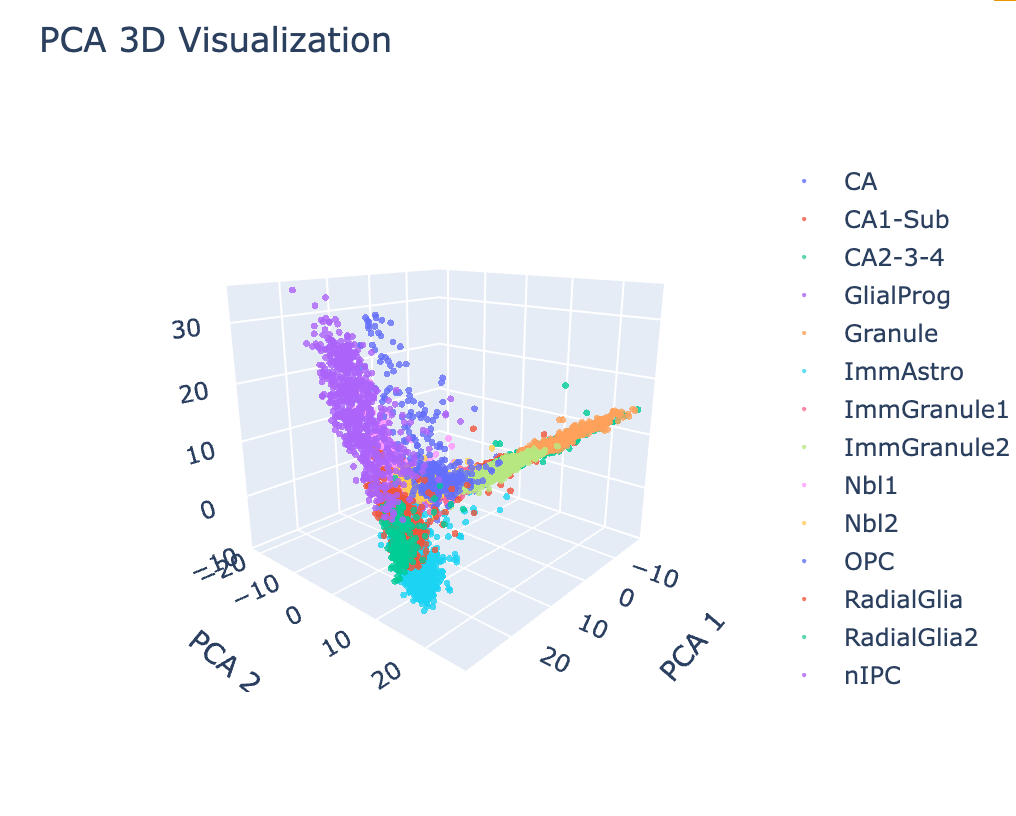 PCA 3D Visualization
CA
CA1-Sub
CA2-3-4
GlialProg
Granule
ImmAstro
ImmGranule1
ImmGranule2
Nbl1
Nbl2
OPC
RadialGlia
RadialGlia2
nIPC
30
20
10
0
−10
−20
−10
0
10
20
PCA 2
−10
0
10
20
PCA 1